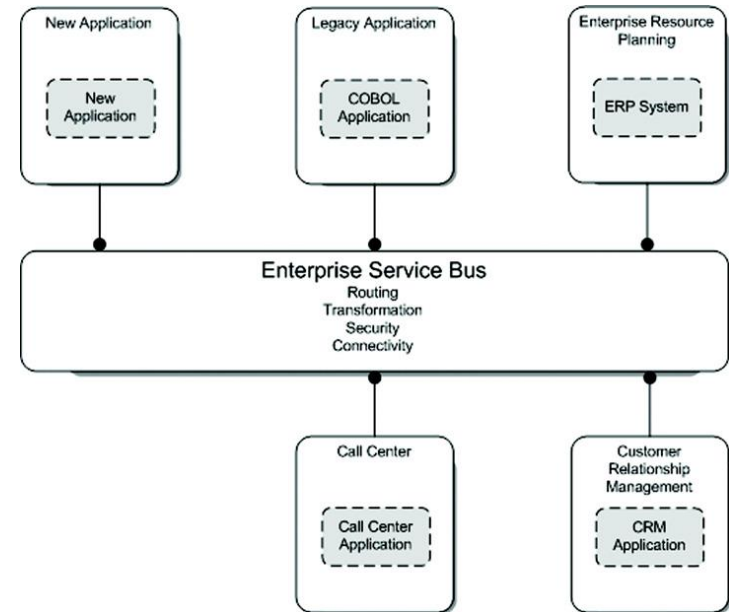 New Application
New
Application
Legacy Application
COBOL
Application
Enterprise Resource
Planning
ERP System
Enterprise Service Bus
Routing
Transformation
Security
Connectivity
Call Center
Call Center
Application
Customer
Relationship
Management
CRM
Application